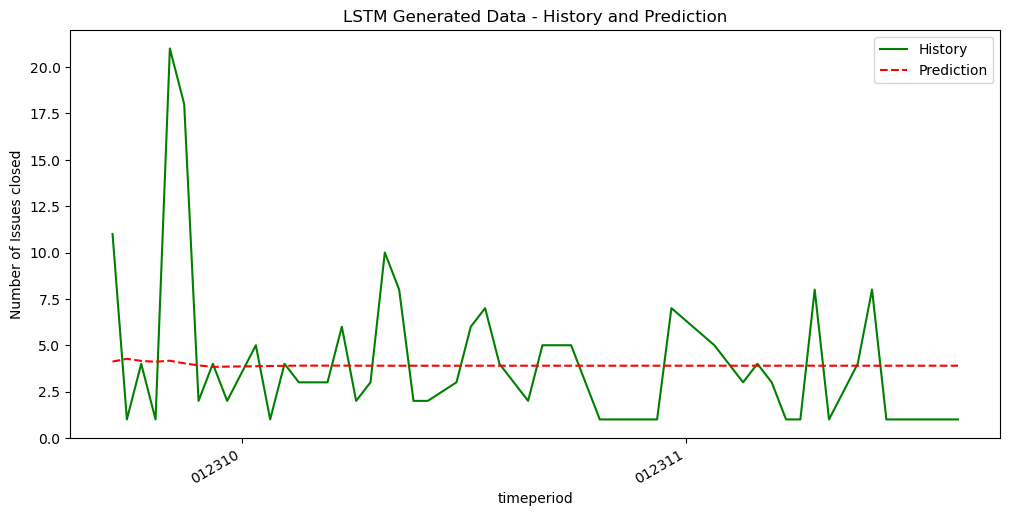 LSTM Generated Data - History and Prediction
History
Prediction
Number of Issues closed
20.0
17.5
15.0
12.5
10.0
7.5
5.0
2.5
0.0
012310
012311
timeperiod